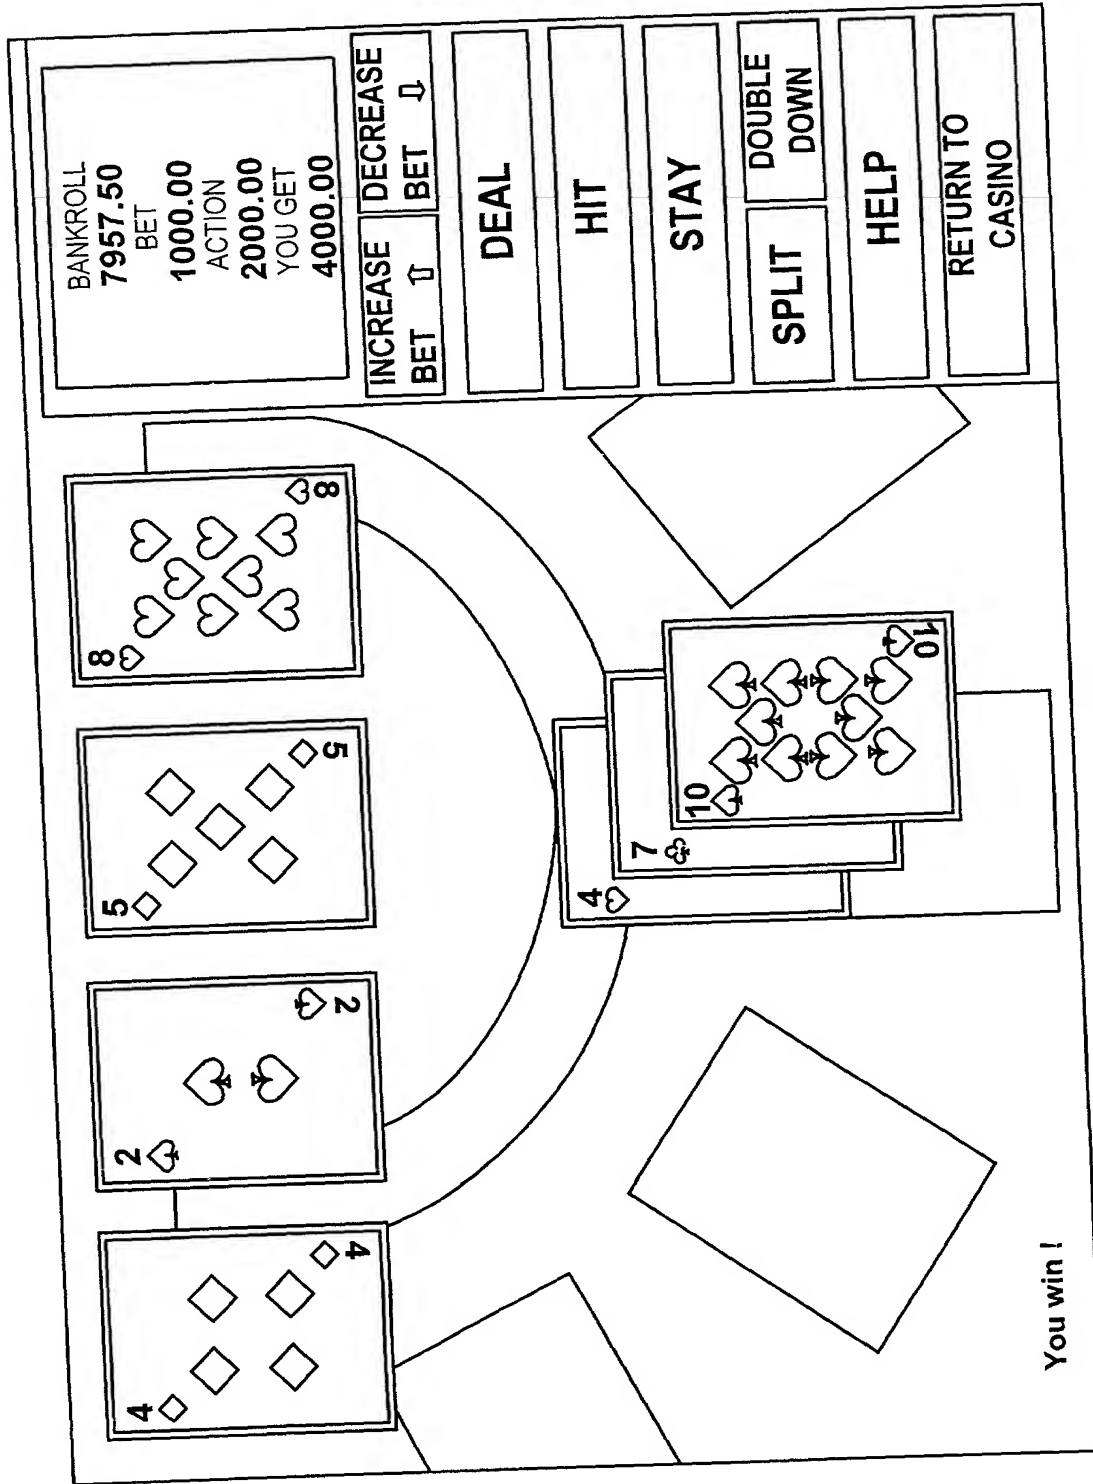 BANKROLL
7957.50
BET
1000.00
ACTION
2000.00
YOU GET
4000.00
INCREASE
BET ⇧
DECREASE
BET ⇩
DEAL
HIT
STAY
SPLIT
DOUBLE
DOWN
HELP
RETURN TO
CASINO
4
4
2
2
5
5
8
8
4
7
10
10
You win !